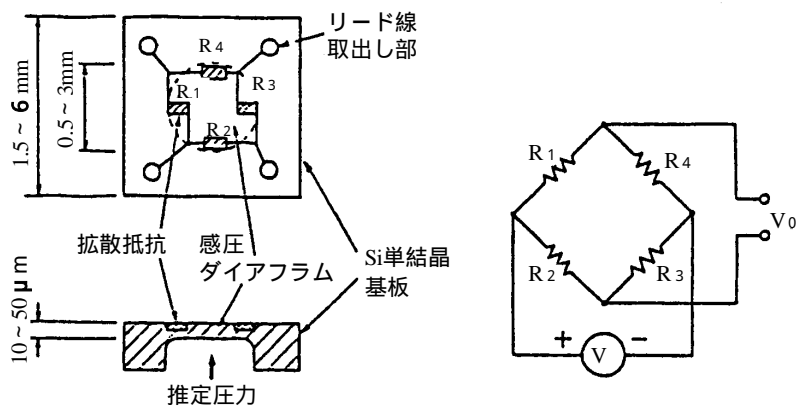 リード線
取出し部
R4
R3
R1
R2
1.5~6 mm
0.5~3mm
拡散抵抗
感圧
ダイアフラム
Si単結晶
基板
10~50 μm
推定圧力
R1
R4
R2
R3
V0
+
V
-